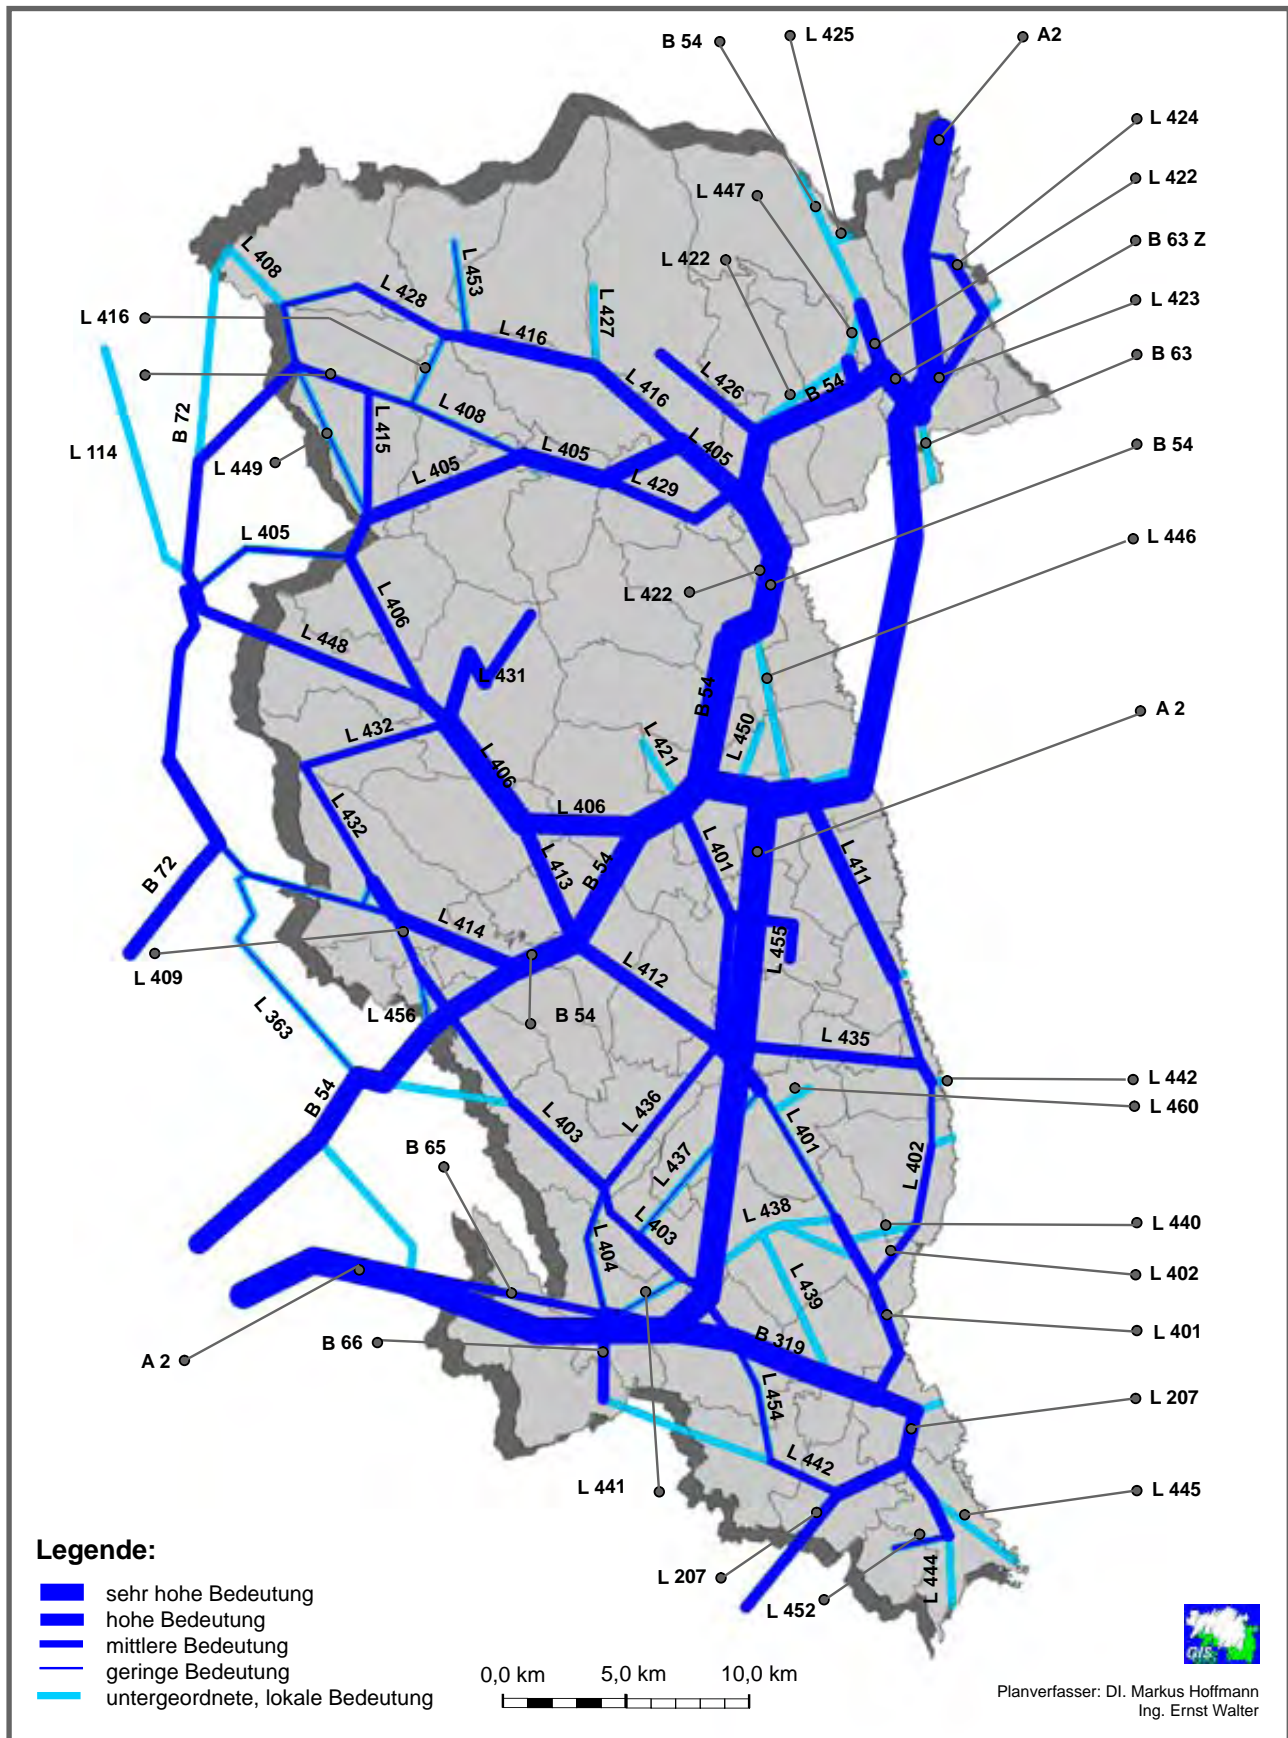 B 54
L 425
A2
L 424
L 447
L 422
L 422
B 63 Z
L 408
L 453
L 428
L 427
L 423
L 416
L 416
B 63
L 416
L 426
B 54
B 72
L 408
L 114
L 449
L 415
L 405
L 405
L 405
L 429
B 54
L 405
L 446
L 422
L 406
L 448
L 431
B 54
A 2
L 432
L 450
L 421
L 406
L 406
L 432
L 401
L 411
B 72
L 413
B 54
L 414
L 455
L 409
L 412
L 363
L 456
B 54
L 435
B 54
L 442
L 460
L 436
L 403
L 401
B 65
L 437
L 402
L 438
L 440
L 403
L 404
L 402
L 439
L 401
B 319
B 66
A 2
L 454
L 207
L 442
L 441
L 445
Legende:
sehr hohe Bedeutung
hohe Bedeutung
mittlere Bedeutung
geringe Bedeutung
untergeordnete, lokale Bedeutung
L 207
L 452
L 444
GIS
0,0 km
5,0 km
10,0 km
Planverfasser: DI. Markus Hoffmann
Ing. Ernst Walter